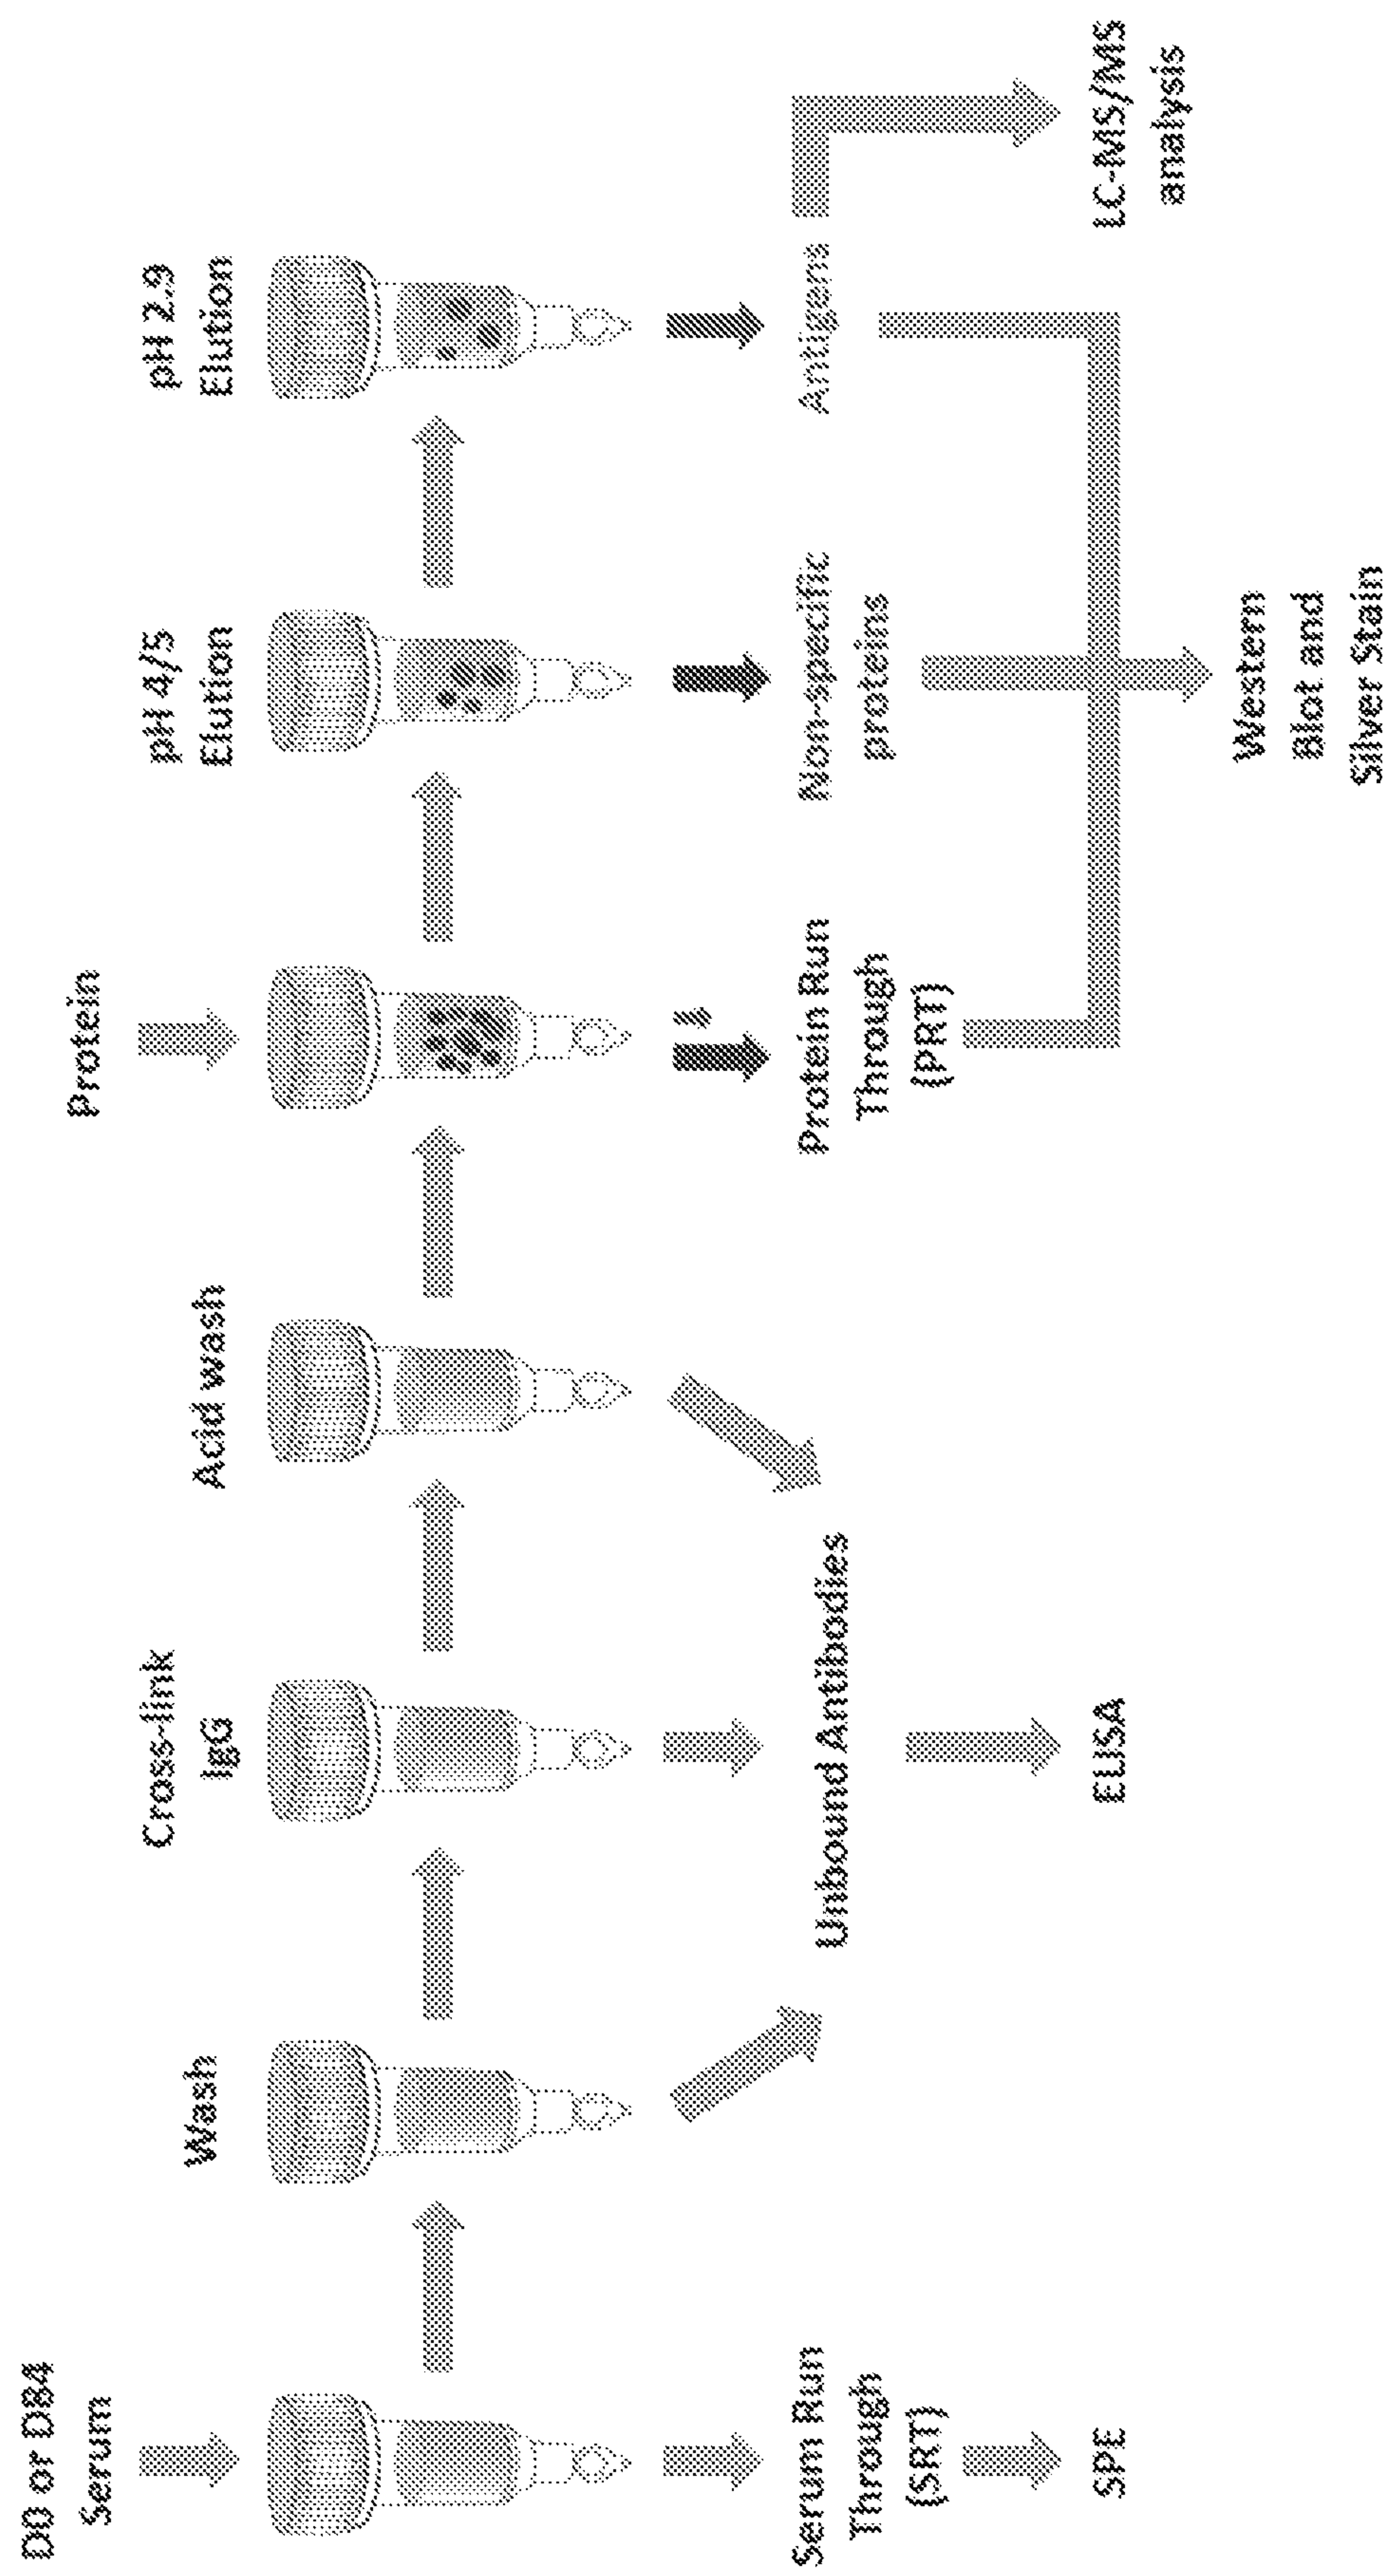 D0 or D84
Serum
Wash
Cross-link
IgG
Acid wash
Protein
pH 4/5
Elution
pH 2.9
Elution
Serum Run
Through
(SRT)
SPE
Unbound Antibodies
ELISA
Protein Run
Through
(PRT)
Non-specific
proteins
Antigens
Western
Blot and
Silver Stain
LC-MS/MS
analysis